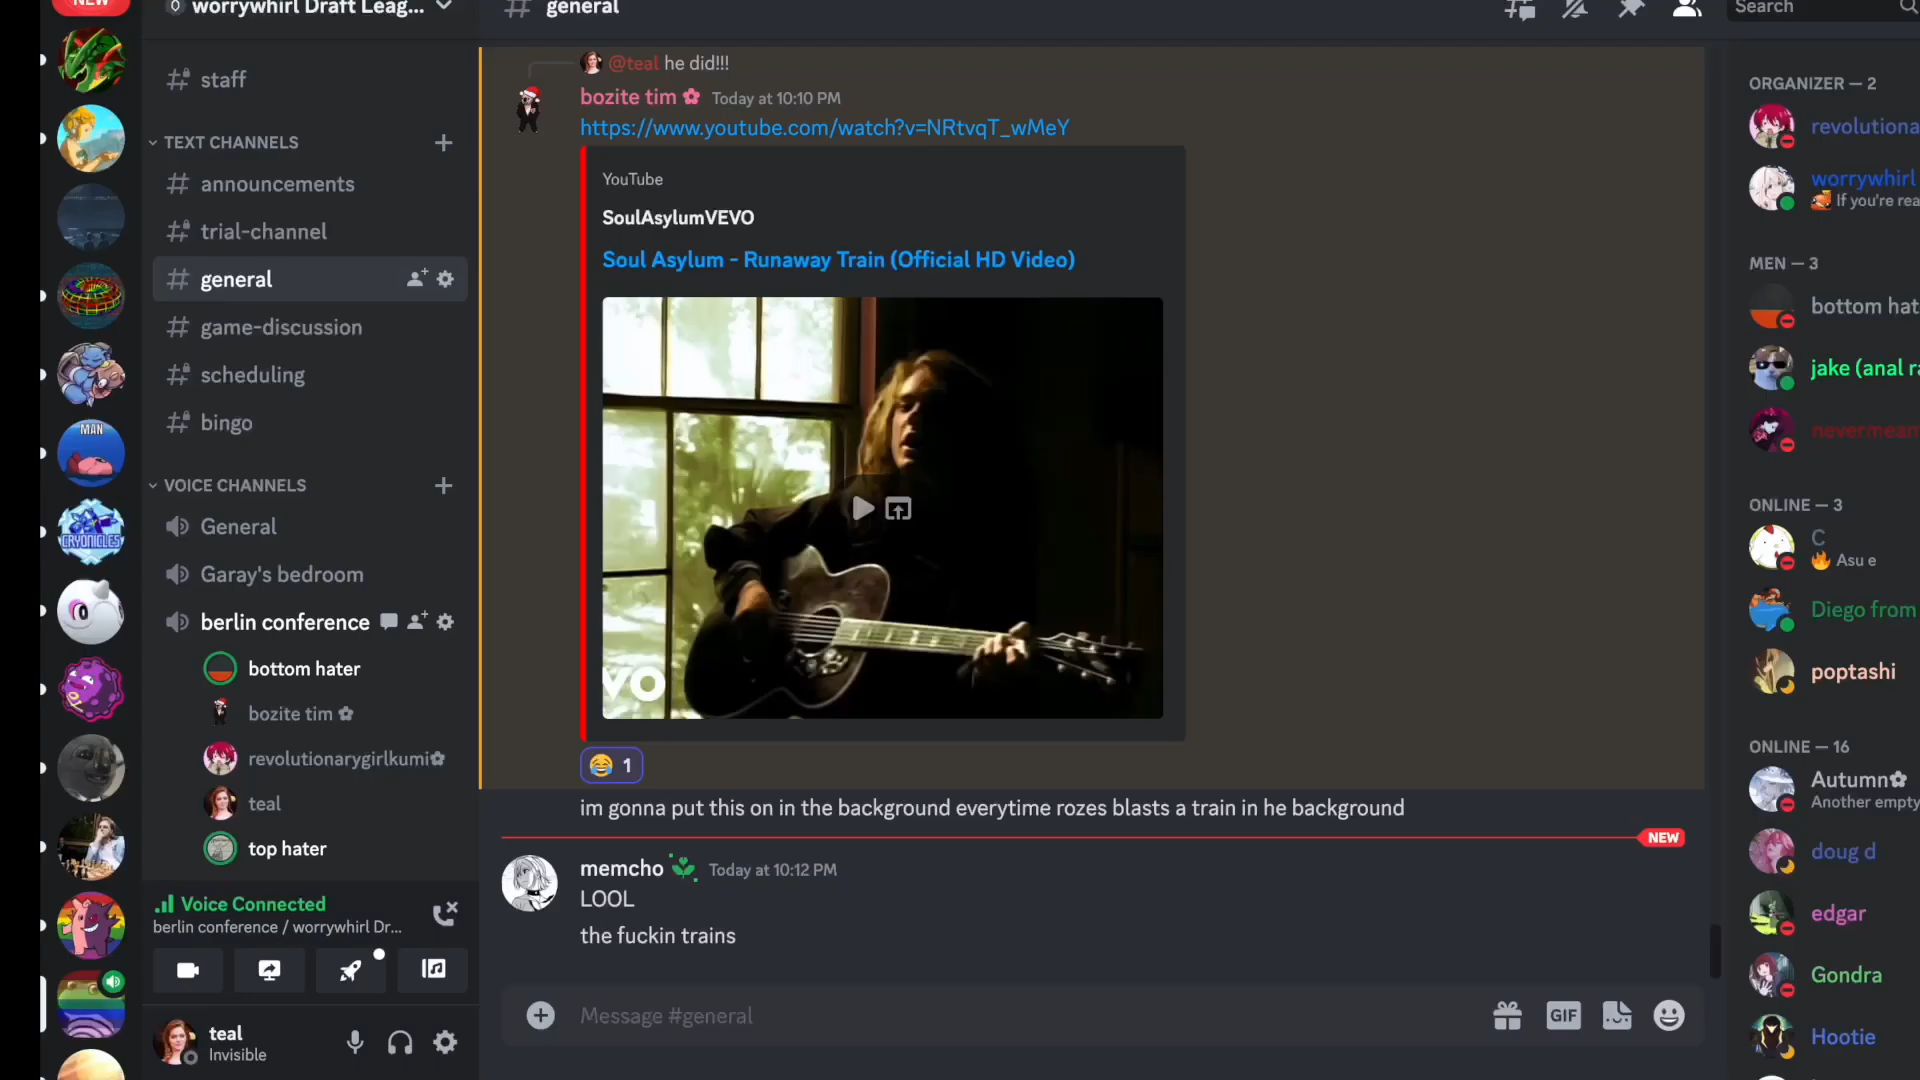 NEW
worrywhirl Draft Leag...
staff
TEXT CHANNELS
announcements
trial-channel
general
game-discussion
scheduling
bingo
VOICE CHANNELS
General
Garay's bedroom
berlin conference
bottom hater
bozite tim
revolutionarygirlkumi
teal
top hater
Voice Connected
berlin conference / worrywhirl Dr...
teal
Invisible
MAN
CRYONICLES
general
Search
@teal he did!!!
bozite tim Today at 10:10 PM
https://www.youtube.com/watch?v=NRtvqT_wMeY
YouTube
SoulAsylumVEVO
Soul Asylum - Runaway Train (Official HD Video)
VO
😂 1
im gonna put this on in the background everytime rozes blasts a train in he background
NEW
memcho Today at 10:12 PM
LOOL
the fuckin trains
Message #general
GIF
ORGANIZER — 2
revolutiona
worrywhirl
If you're rea
MEN — 3
bottom hat
jake (anal ra
nevermean
ONLINE — 3
C
Asu e
Diego from
poptashi
ONLINE — 16
Autumn
Another empty
doug d
edgar
Gondra
Hootie